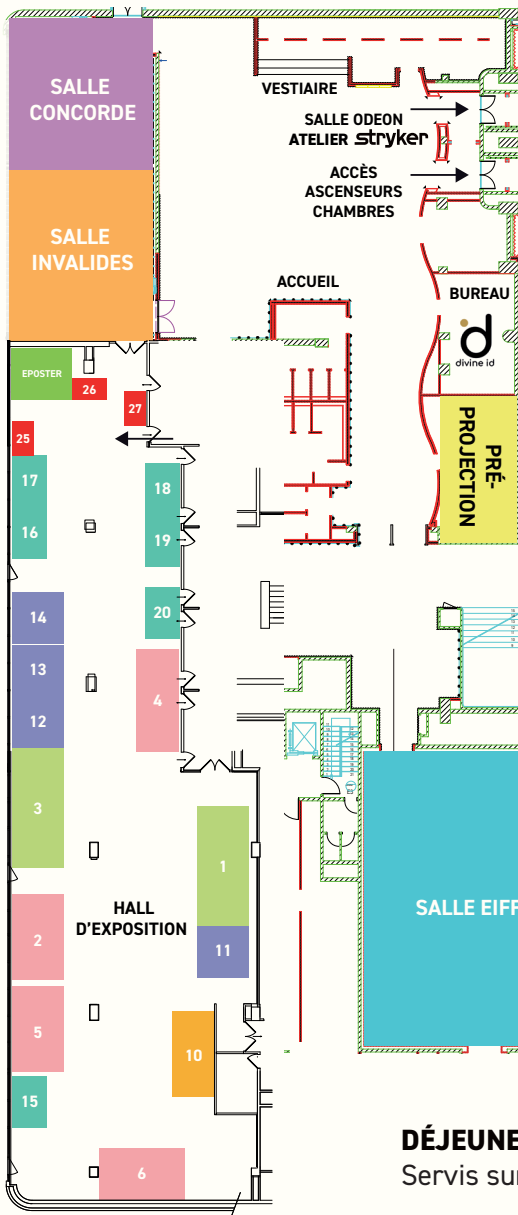 SALLE
CONCORDE
VESTIAIRE
SALLE ODEON
ATELIER stryker
ACCÈS
ASCENSEURS
CHAMBRES
SALLE
INVALIDES
ACCUEIL
BUREAU
d
divine id
EPOSTER
26
27
25
PRÉ-
PROJECTION
17
18
16
19
14
20
13
4
12
3
1
HALL
D'EXPOSITION
2
11
SALLE EIFF
5
10
15
6
DÉJEUNE
Servis sur